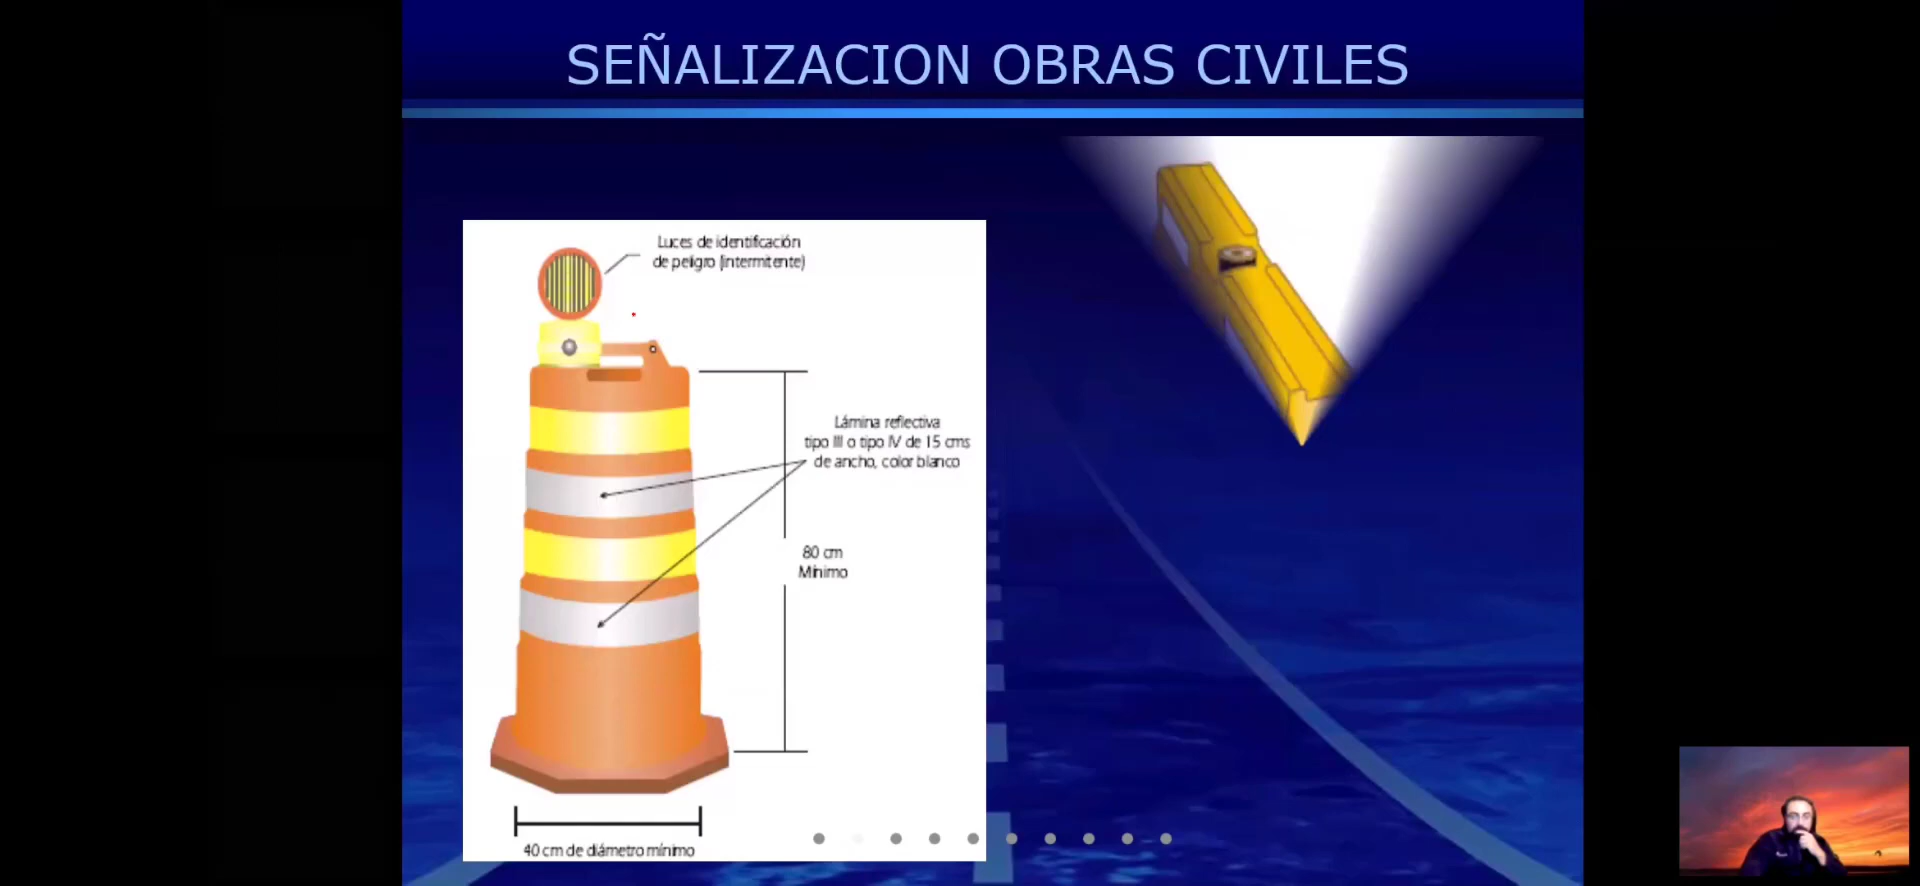 SEÑALIZACION OBRAS CIVILES
Luces de identifcación
de peligro (intermitente)
Lámina reflectiva
tipo III o tipo IV de 15 cms
de ancho, color blanco
80 cm
Mínimo
40 cm de diámetro mínimo